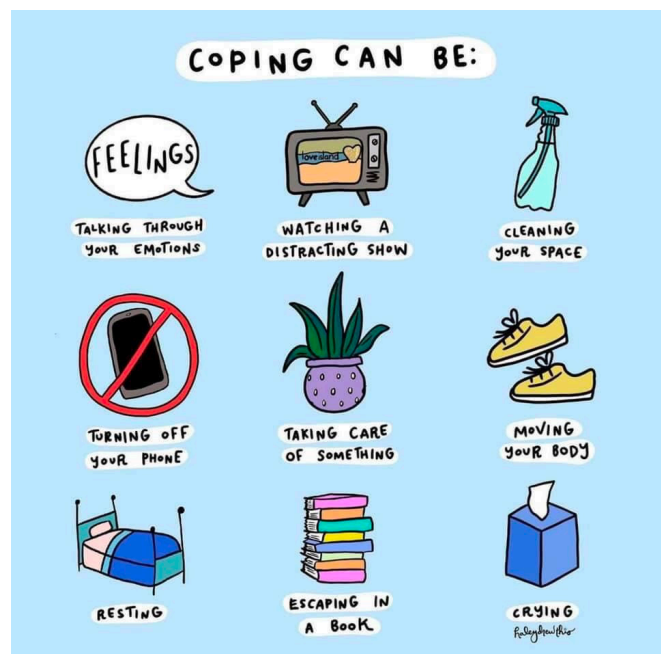 COPING CAN BE:
FEELINGS
love island
TALKING THROUGH
YOUR EMOTIONS
WATCHING A
DISTRACTING SHOW
CLEANING
YOUR SPACE
TURNING OFF
YOUR PHONE
TAKING CARE
OF SOMETHING
MOVING
YOUR BODY
RESTING
ESCAPING IN
A BOOK
CRYING
haleydrewthis